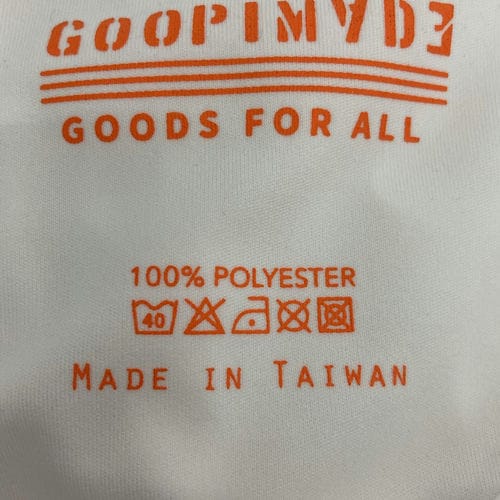 GOOPIMADE
GOODS FOR ALL
100% POLYESTER
40
MADE IN TAIWAN